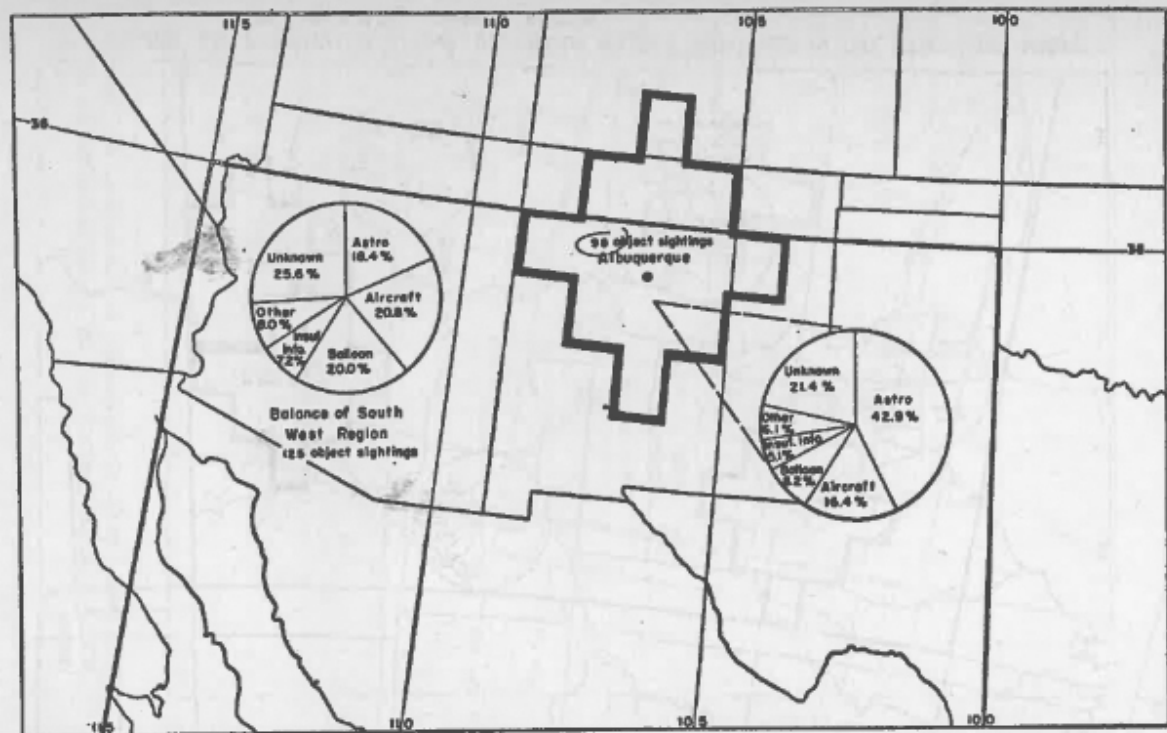 115
110
105
100
36
98 object sightings
Albuquerque
36
Astro
18.4 %
Unknown
25.6 %
Aircraft
20.8%
Other
8.0%
Insuf.
Info.
7.2%
Balloon
20.0%
Balance of South
West Region
125 object sightings
Unknown
21.4 %
Astro
42.9%
Other
6.1%
Insuf. Info.
5.1%
Balloon
8.2%
Aircraft
16.4 %
115
110
105
100